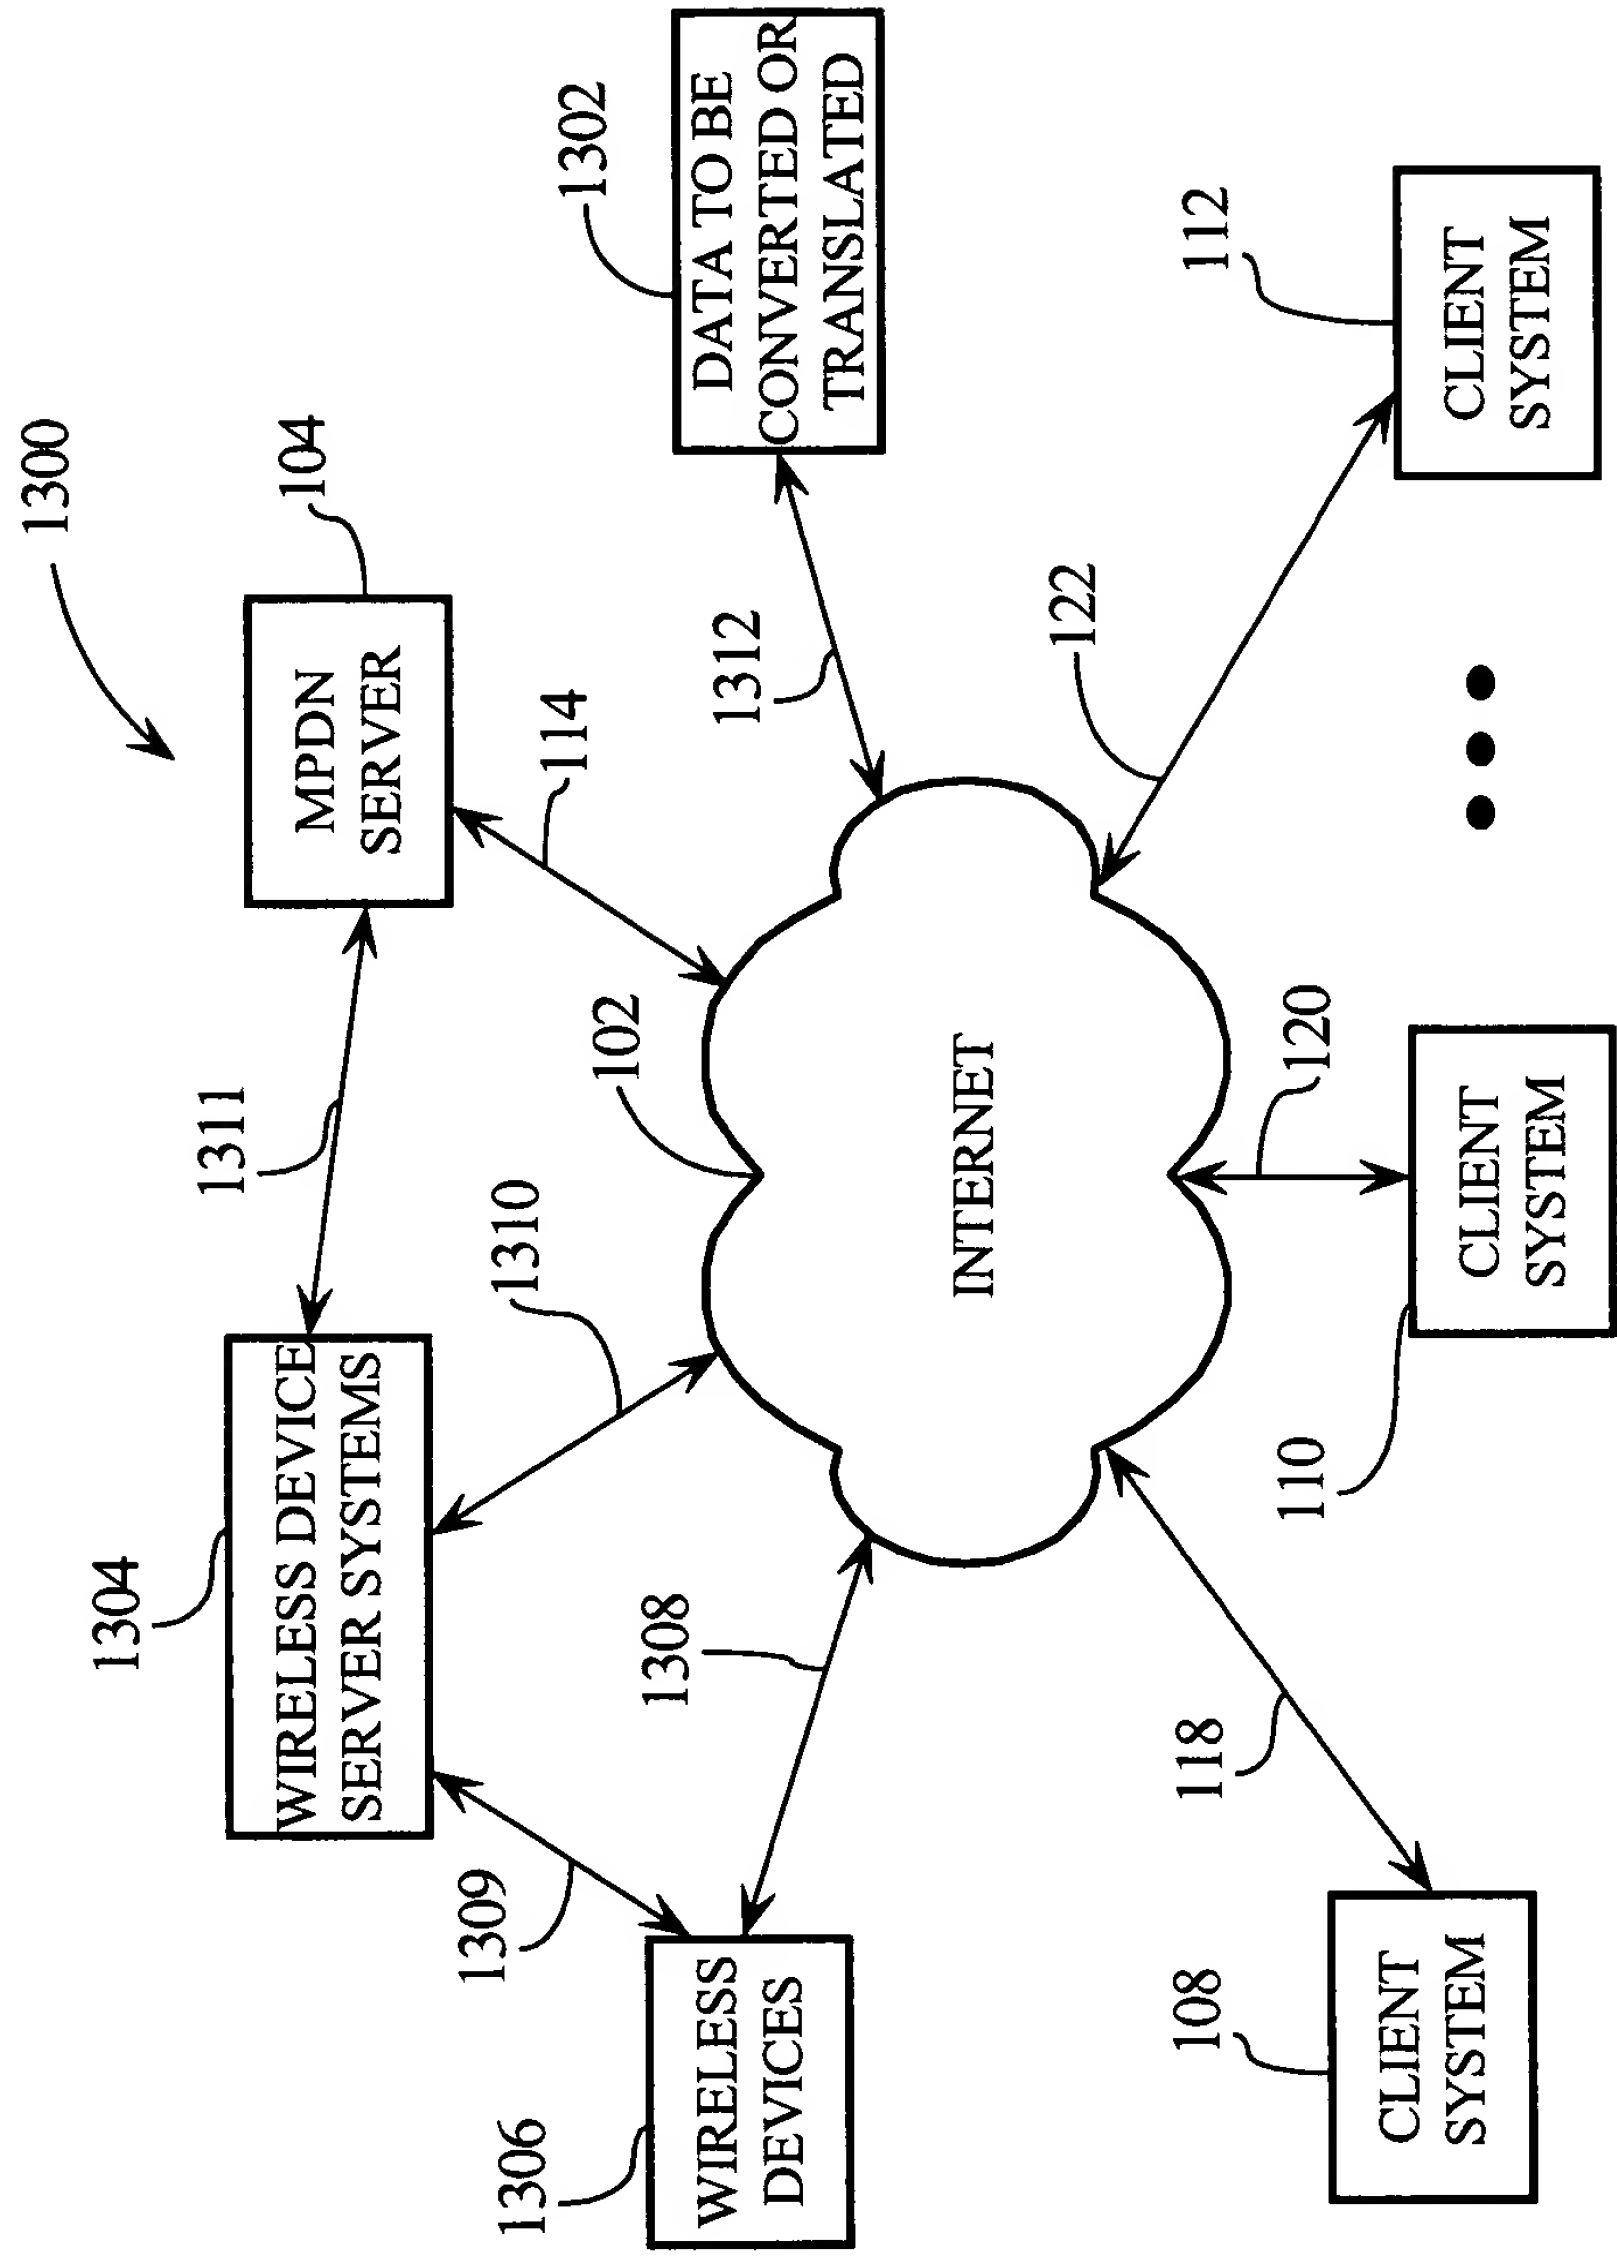 1300
1304
WIRELESS DEVICE
SERVER SYSTEMS
1311
MPDN
SERVER
104
1309
1310
102
114
1302
DATA TO BE
CONVERTED OR
TRANSLATED
1306
WIRELESS
DEVICES
1308
1312
INTERNET
118
120
122
108
CLIENT
SYSTEM
110
CLIENT
SYSTEM
112
CLIENT
SYSTEM